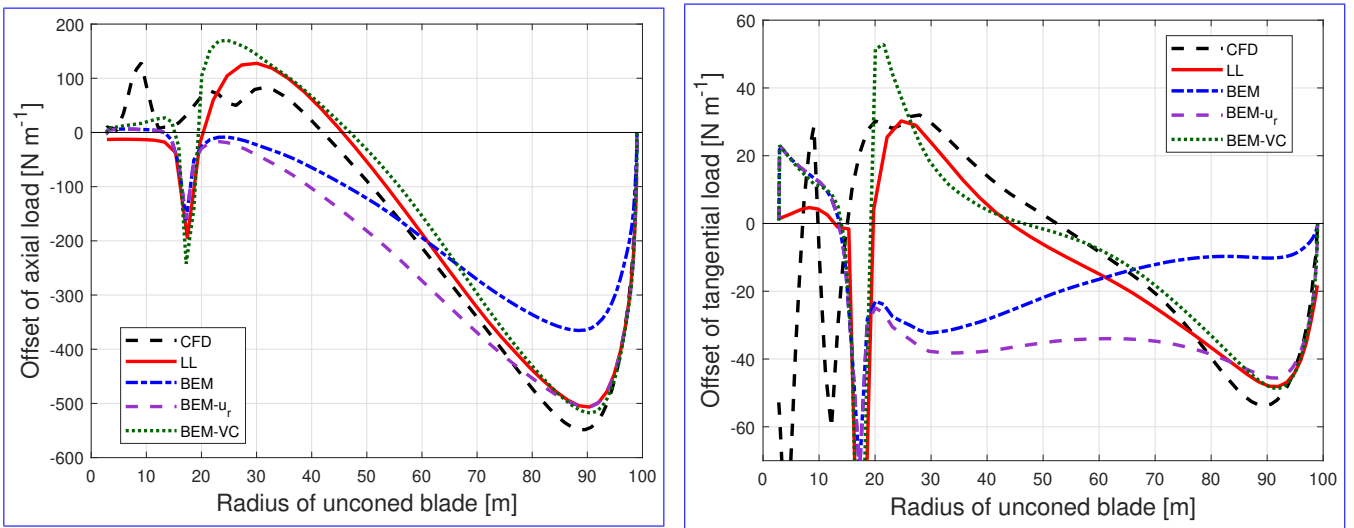 Offset of axial load [N m⁻¹]
200
100
0
-100
-200
-300
-400
-500
-600
CFD
LL
BEM
BEM-uᵣ
BEM-VC
0 10 20 30 40 50 60 70 80 90 100
Radius of unconed blade [m]
Offset of tangential load [N m⁻¹]
60
40
20
0
-20
-40
-60
CFD
LL
BEM
BEM-uᵣ
BEM-VC
0 10 20 30 40 50 60 70 80 90 100
Radius of unconed blade [m]